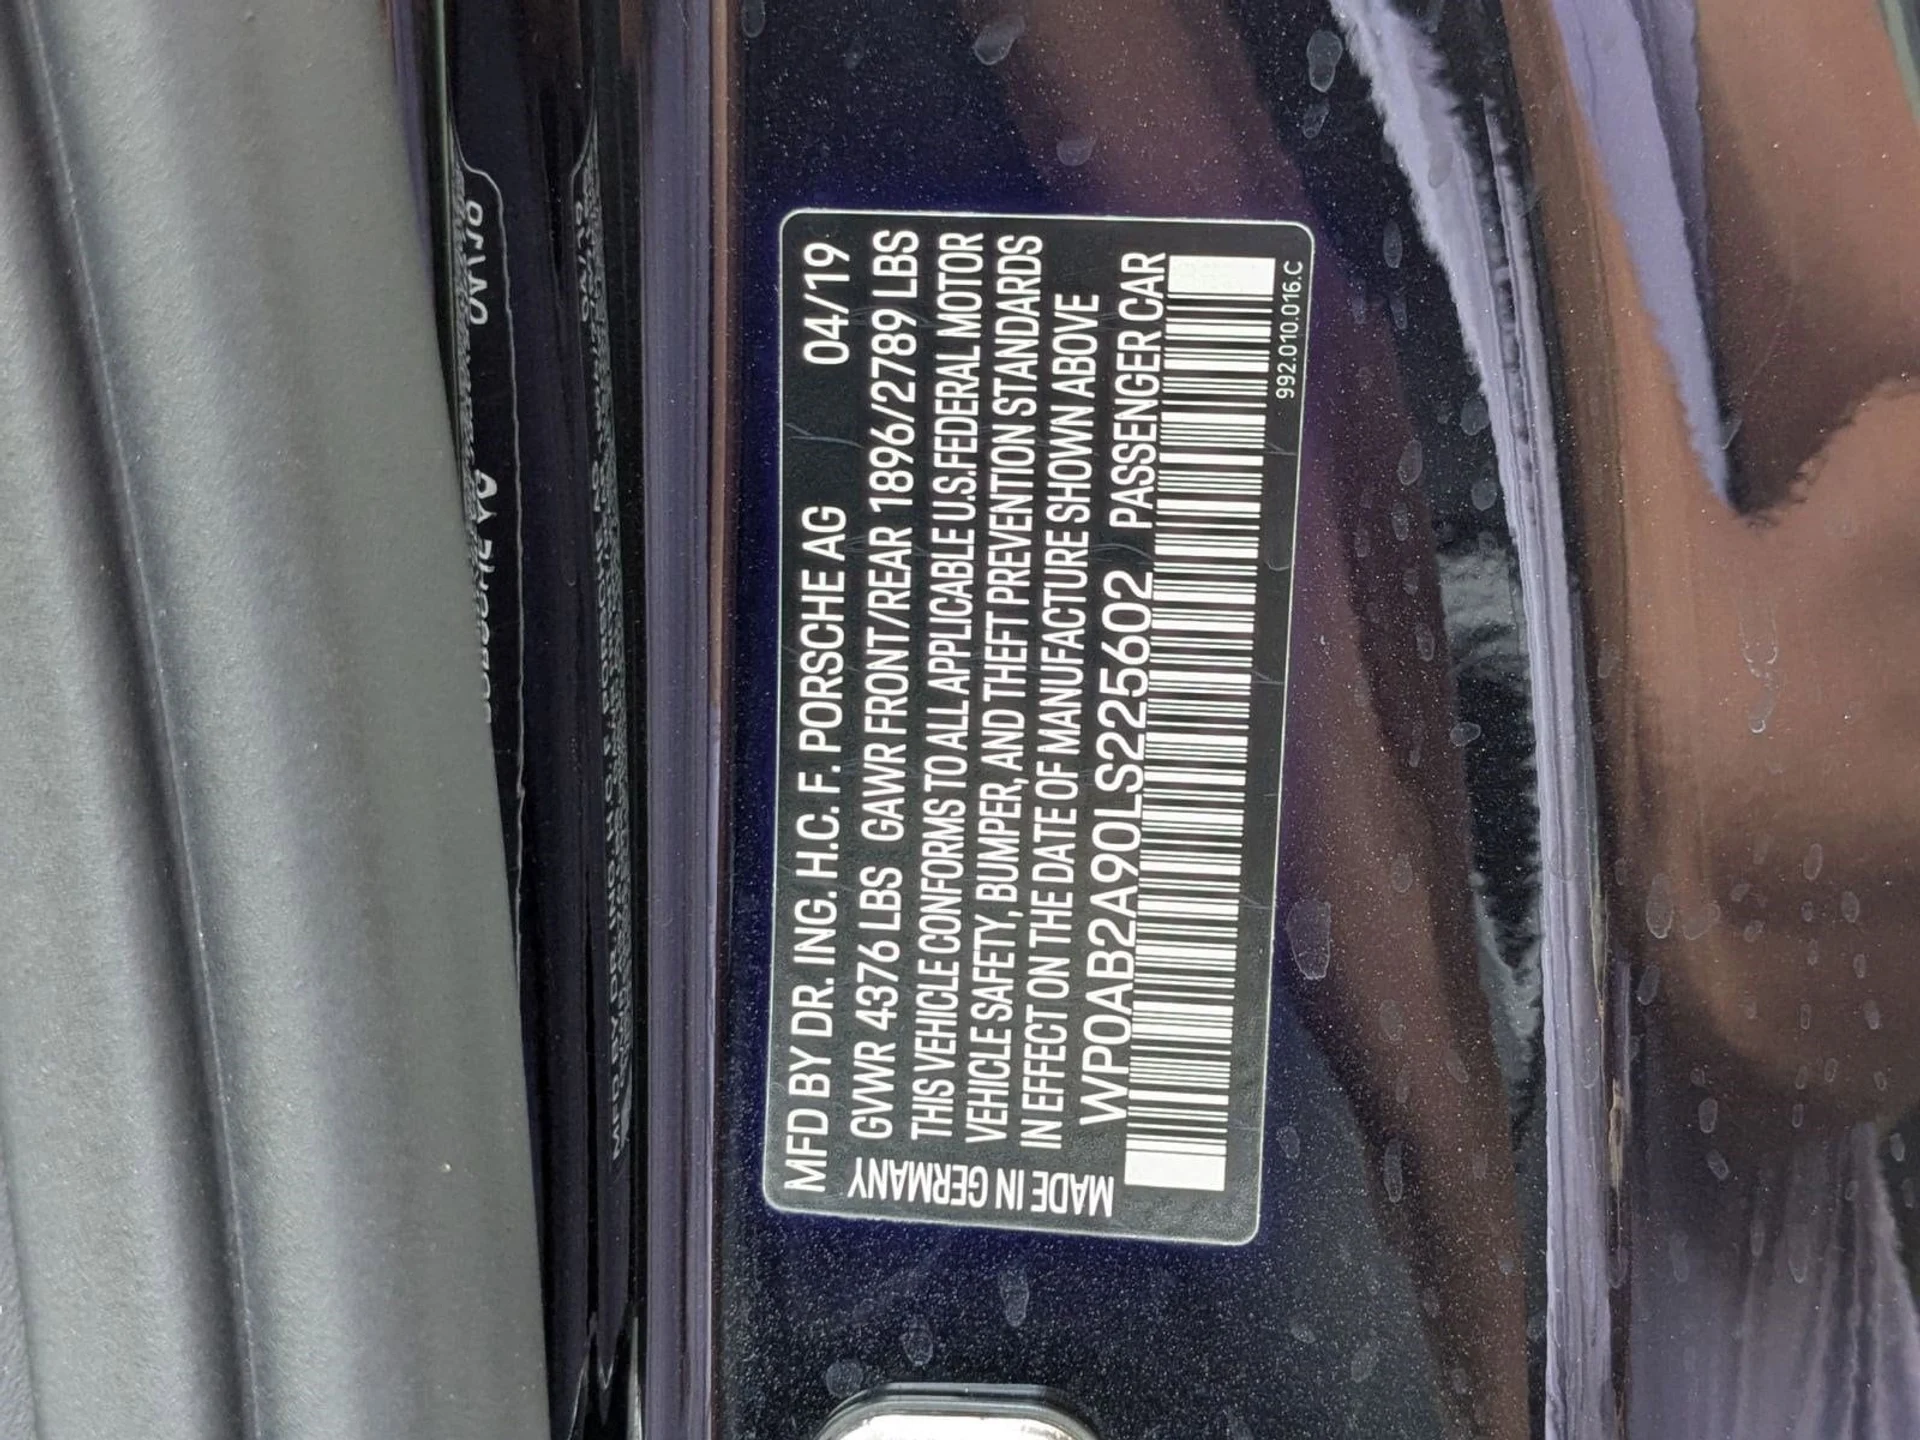 MFD BY DR. ING. H.C. F. PORSCHE AG 04/19
GVWR 4376 LBS GAWR FRONT/REAR 1896/2789 LBS
THIS VEHICLE CONFORMS TO ALL APPLICABLE U.S.FEDERAL MOTOR
VEHICLE SAFETY, BUMPER, AND THEFT PREVENTION STANDARDS
IN EFFECT ON THE DATE OF MANUFACTURE SHOWN ABOVE
WP0AB2A90LS225602 PASSENGER CAR
MADE IN GERMANY
992.010.016.C